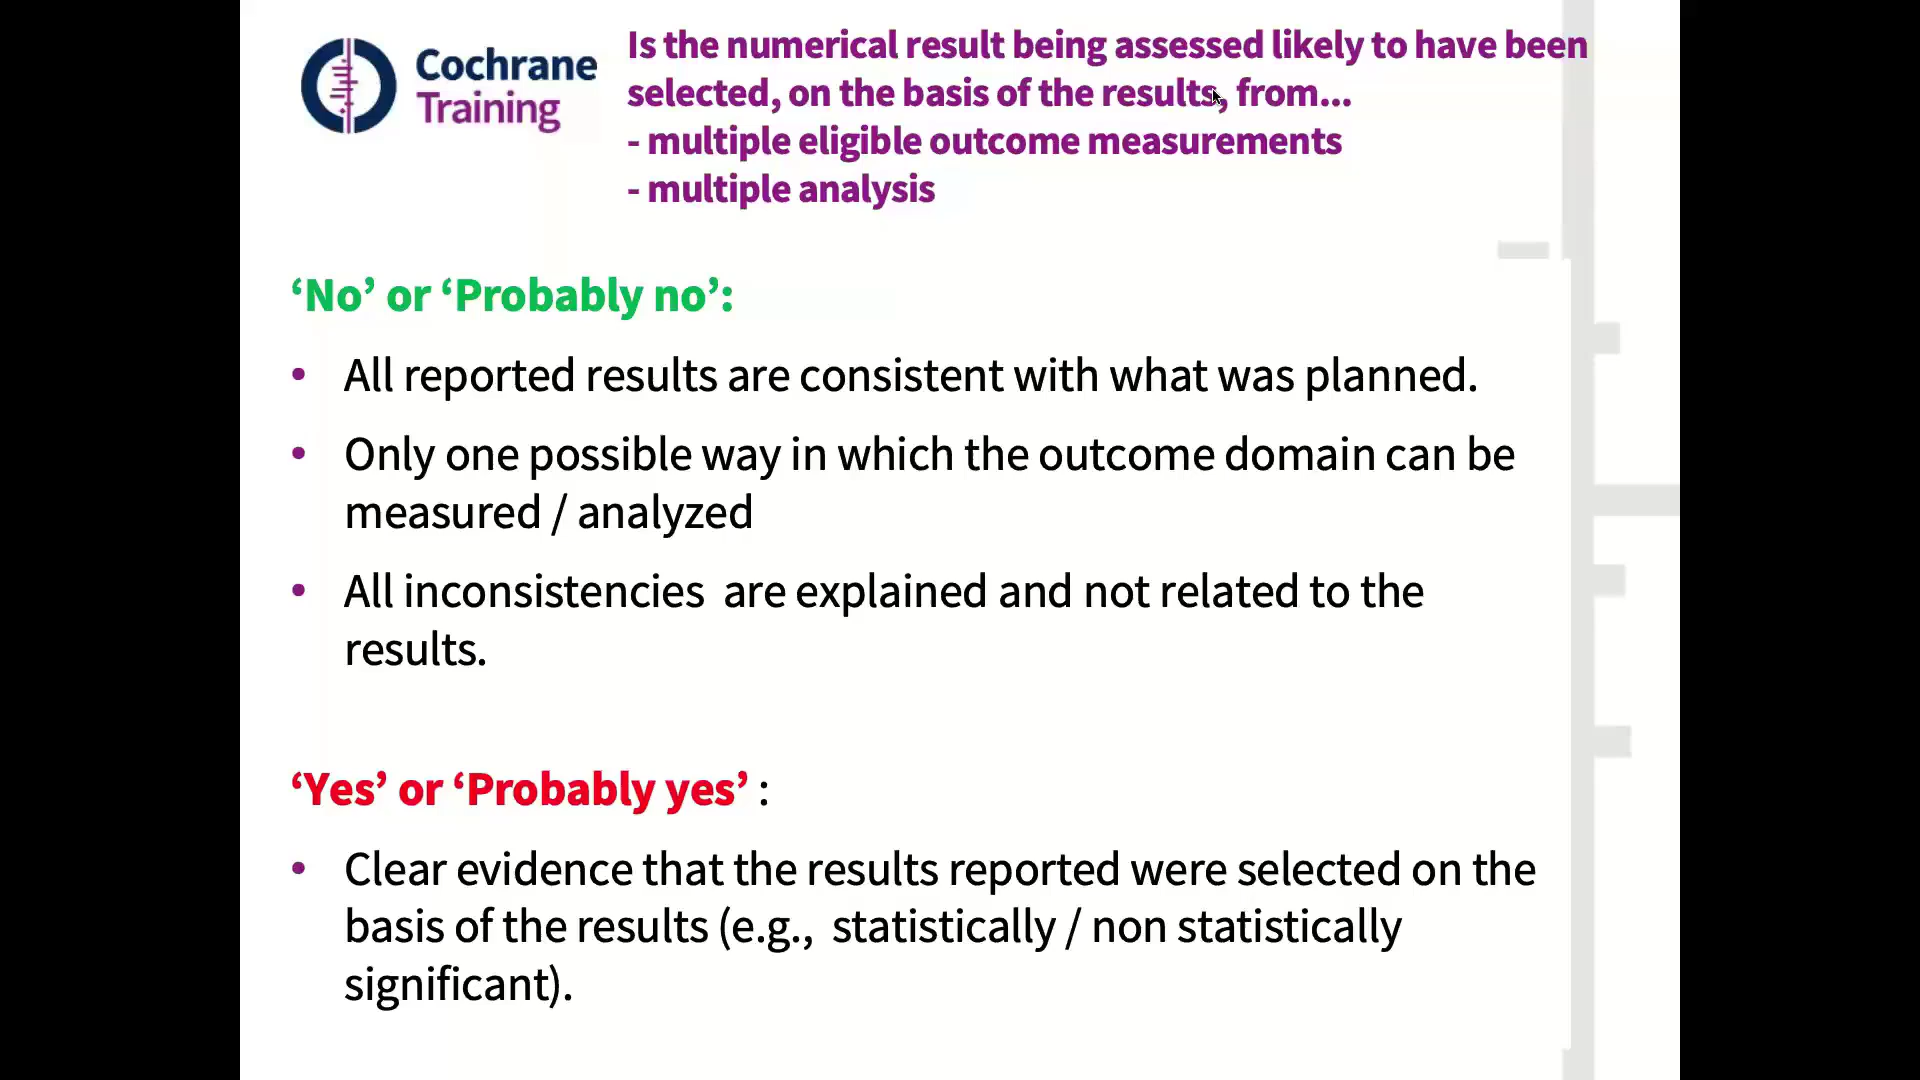 Cochrane
Training
Is the numerical result being assessed likely to have been
selected, on the basis of the results, from...
- multiple eligible outcome measurements
- multiple analysis
‘No’ or ‘Probably no’:
• All reported results are consistent with what was planned.
• Only one possible way in which the outcome domain can be
measured / analyzed
• All inconsistencies  are explained and not related to the
results.
‘Yes’ or ‘Probably yes’ :
• Clear evidence that the results reported were selected on the
basis of the results (e.g.,  statistically / non statistically
significant).